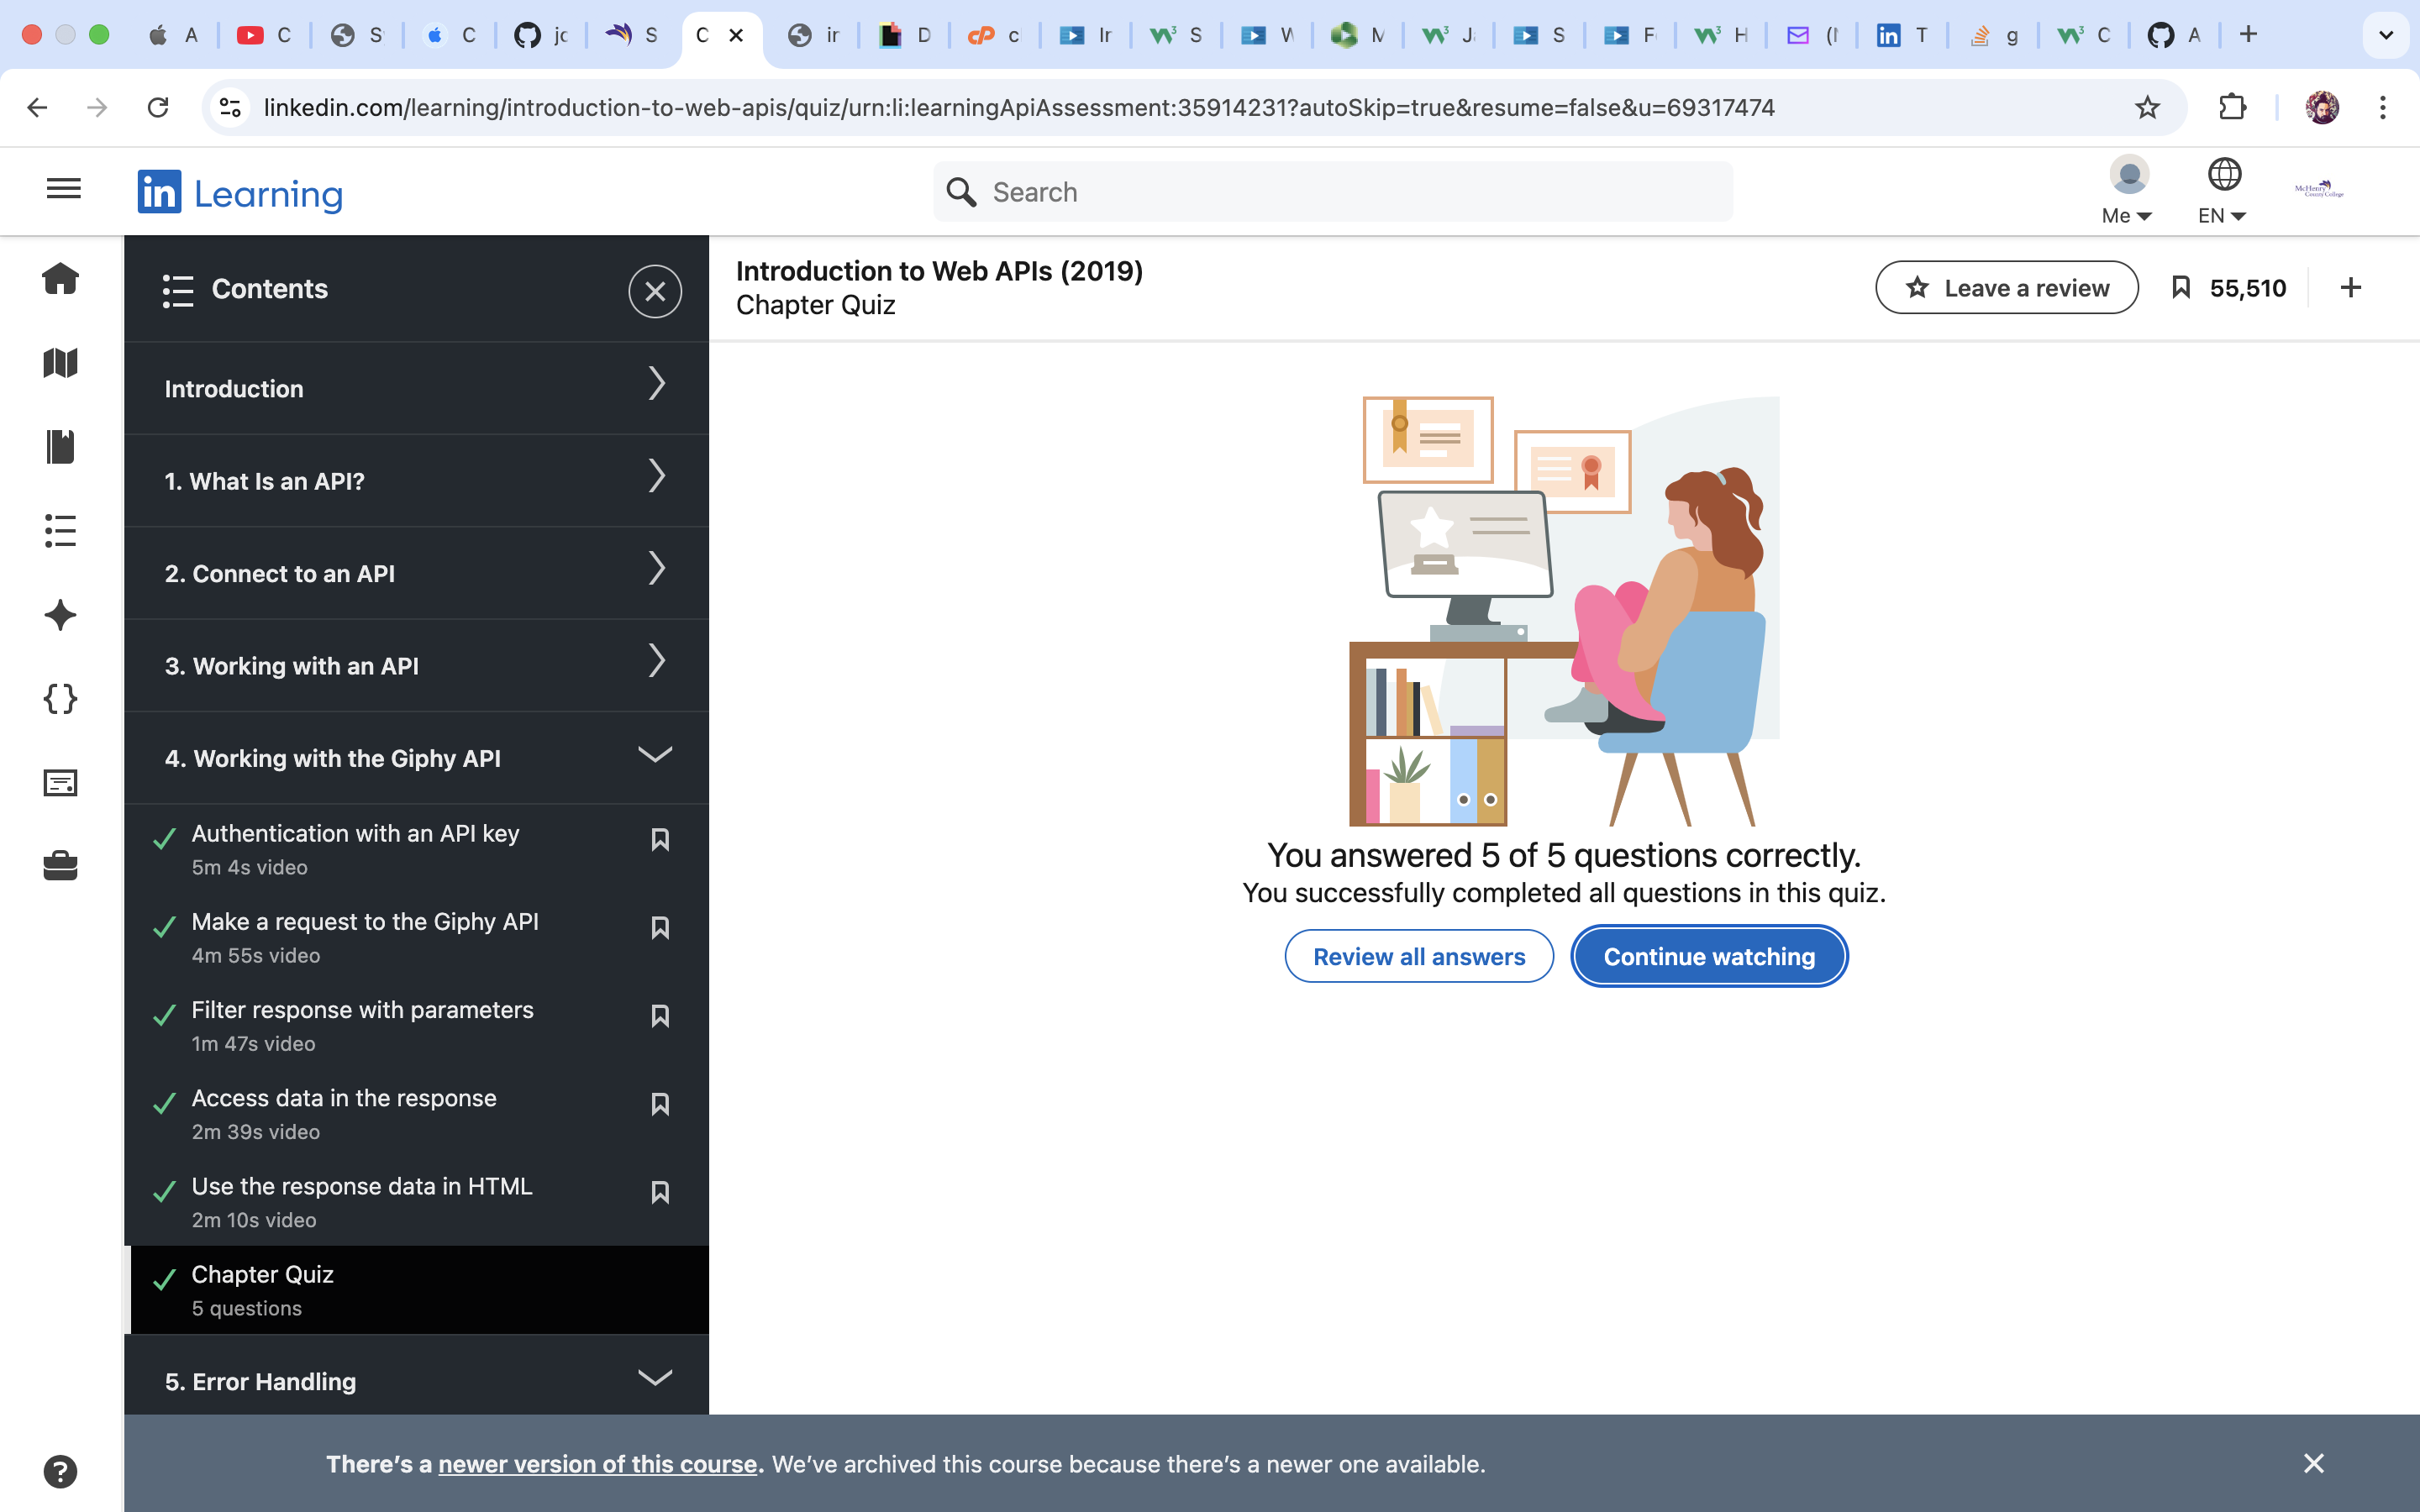 A
C
S
C
jc
S
C
ir
D
c
Ir
S
W
M
J
S
F
H
(
T
g
C
A
linkedin.com/learning/introduction-to-web-apis/quiz/urn:li:learningApiAssessment:35914231?autoSkip=true&resume=false&u=69317474
in Learning
Search
Me
EN
McHenry County College
Contents
Introduction to Web APIs (2019)
Chapter Quiz
Leave a review
55,510
Introduction
1. What Is an API?
2. Connect to an API
3. Working with an API
4. Working with the Giphy API
Authentication with an API key
5m 4s video
Make a request to the Giphy API
4m 55s video
Filter response with parameters
1m 47s video
Access data in the response
2m 39s video
Use the response data in HTML
2m 10s video
Chapter Quiz
5 questions
5. Error Handling
You answered 5 of 5 questions correctly.
You successfully completed all questions in this quiz.
Review all answers
Continue watching
There’s a newer version of this course. We’ve archived this course because there’s a newer one available.